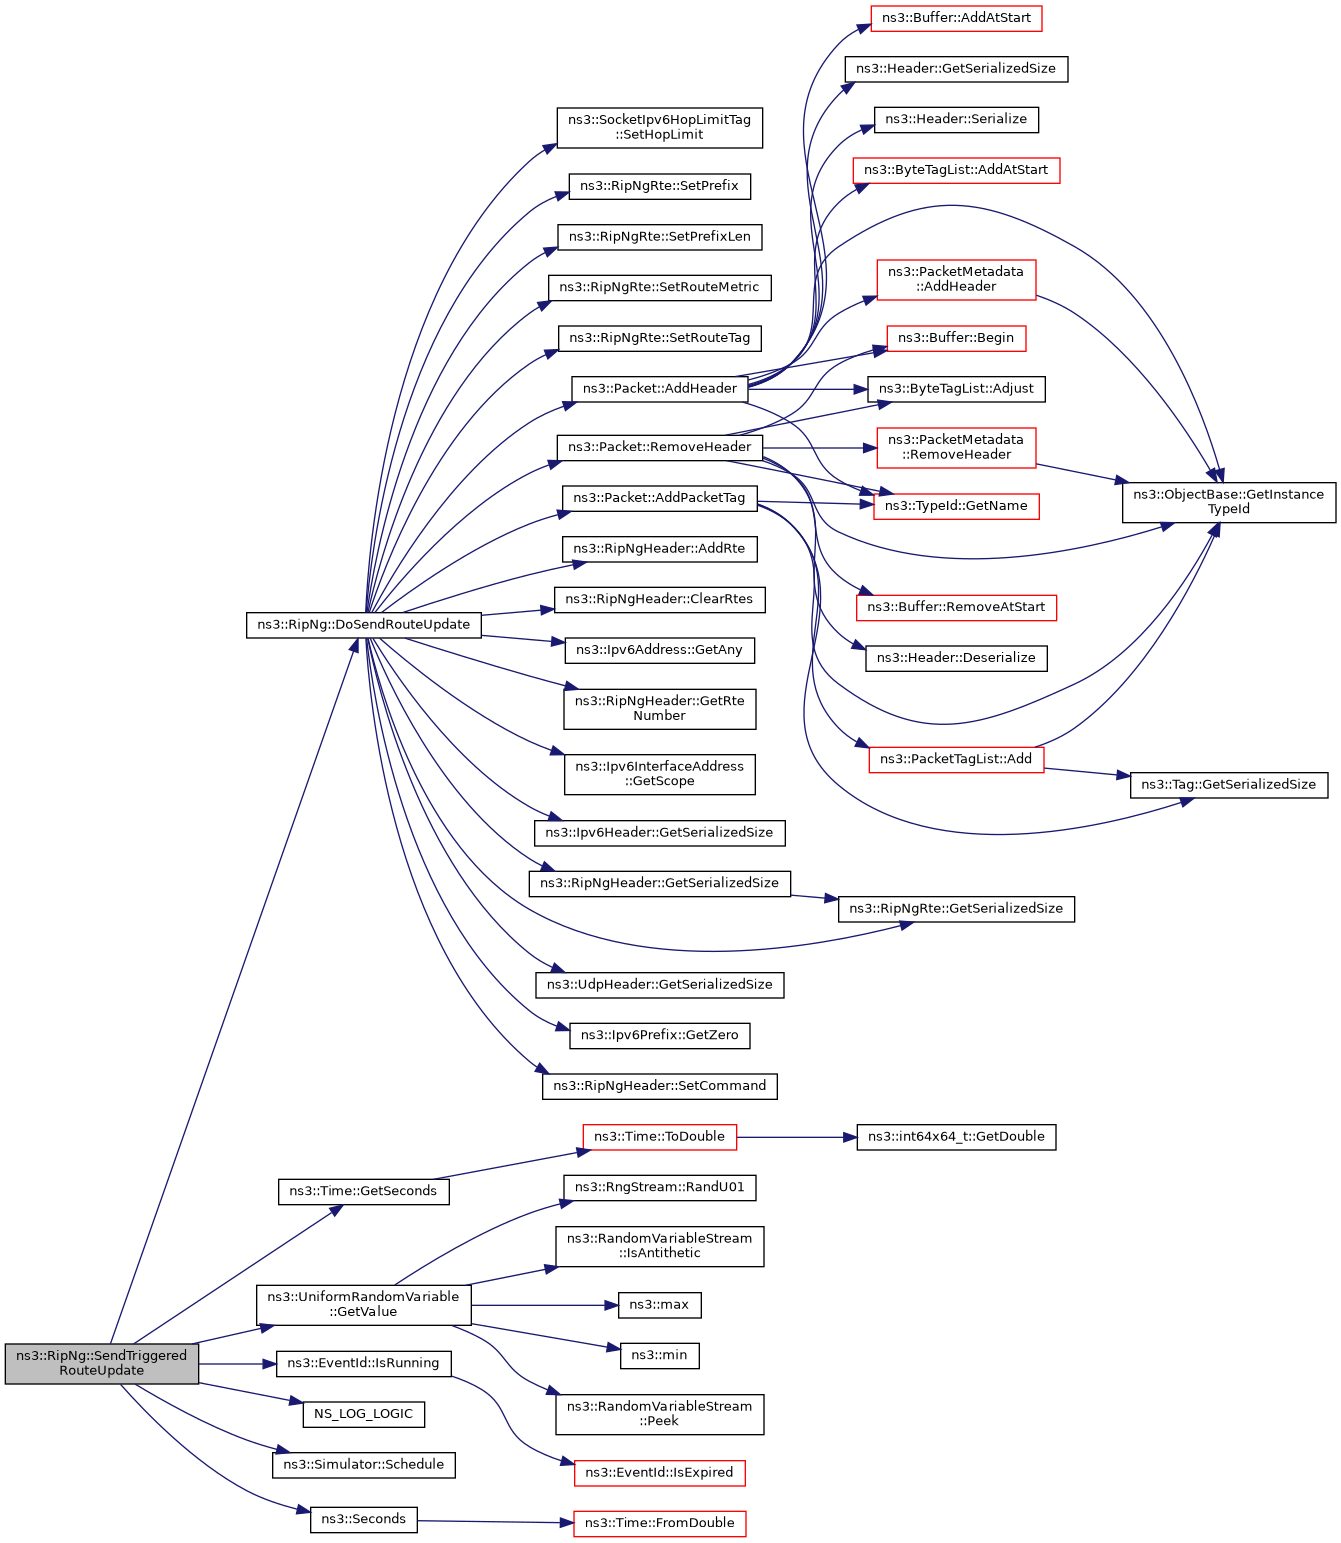 ns3::RipNg::SendTriggered
RouteUpdate
ns3::RipNg::DoSendRouteUpdate
ns3::Time::GetSeconds
ns3::UniformRandomVariable
::GetValue
ns3::EventId::IsRunning
NS_LOG_LOGIC
ns3::Simulator::Schedule
ns3::Seconds
ns3::SocketIpv6HopLimitTag
::SetHopLimit
ns3::RipNgRte::SetPrefix
ns3::RipNgRte::SetPrefixLen
ns3::RipNgRte::SetRouteMetric
ns3::RipNgRte::SetRouteTag
ns3::Packet::AddHeader
ns3::Packet::RemoveHeader
ns3::Packet::AddPacketTag
ns3::RipNgHeader::AddRte
ns3::RipNgHeader::ClearRtes
ns3::Ipv6Address::GetAny
ns3::RipNgHeader::GetRte
Number
ns3::Ipv6InterfaceAddress
::GetScope
ns3::Ipv6Header::GetSerializedSize
ns3::RipNgHeader::GetSerializedSize
ns3::UdpHeader::GetSerializedSize
ns3::Ipv6Prefix::GetZero
ns3::RipNgHeader::SetCommand
ns3::Time::ToDouble
ns3::RngStream::RandU01
ns3::RandomVariableStream
::IsAntithetic
ns3::max
ns3::min
ns3::RandomVariableStream
::Peek
ns3::EventId::IsExpired
ns3::Time::FromDouble
ns3::Buffer::AddAtStart
ns3::Header::GetSerializedSize
ns3::Header::Serialize
ns3::ByteTagList::AddAtStart
ns3::PacketMetadata
::AddHeader
ns3::Buffer::Begin
ns3::ByteTagList::Adjust
ns3::PacketMetadata
::RemoveHeader
ns3::TypeId::GetName
ns3::Buffer::RemoveAtStart
ns3::Header::Deserialize
ns3::PacketTagList::Add
ns3::RipNgRte::GetSerializedSize
ns3::int64x64_t::GetDouble
ns3::ObjectBase::GetInstance
TypeId
ns3::Tag::GetSerializedSize